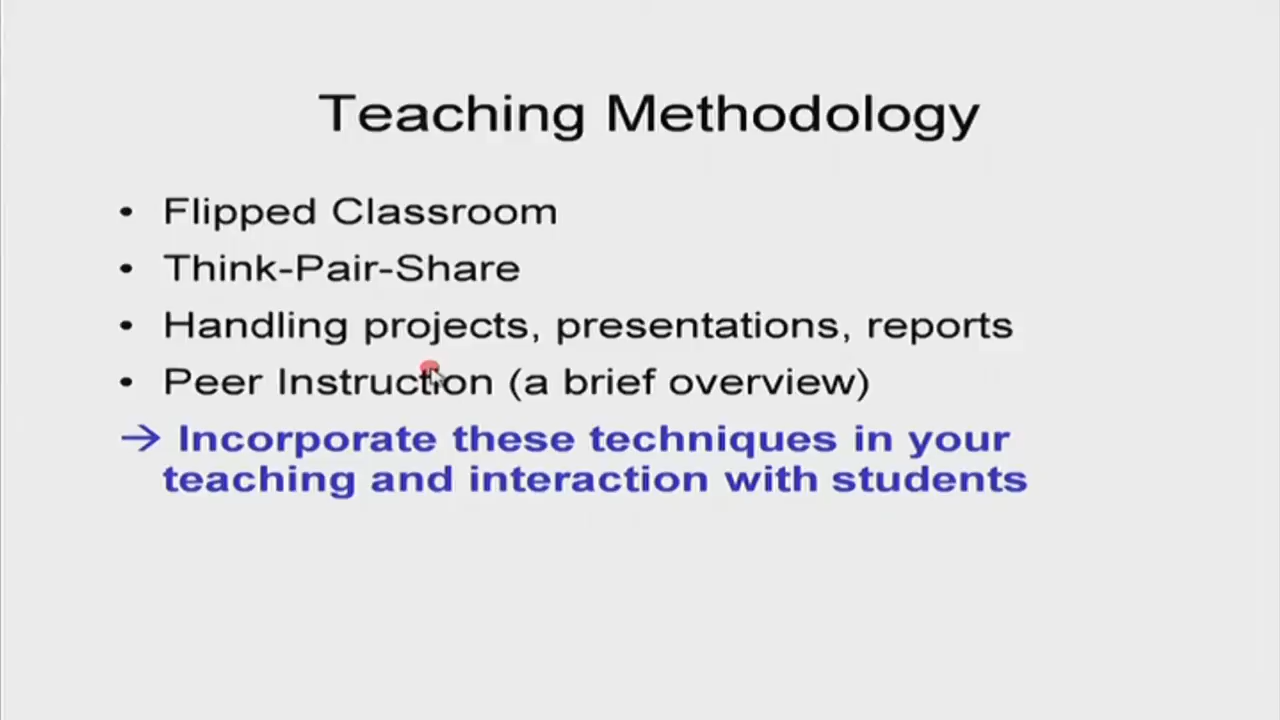 Teaching Methodology
• Flipped Classroom
• Think-Pair-Share
• Handling projects, presentations, reports
• Peer Instruction (a brief overview)
→ Incorporate these techniques in your
teaching and interaction with students